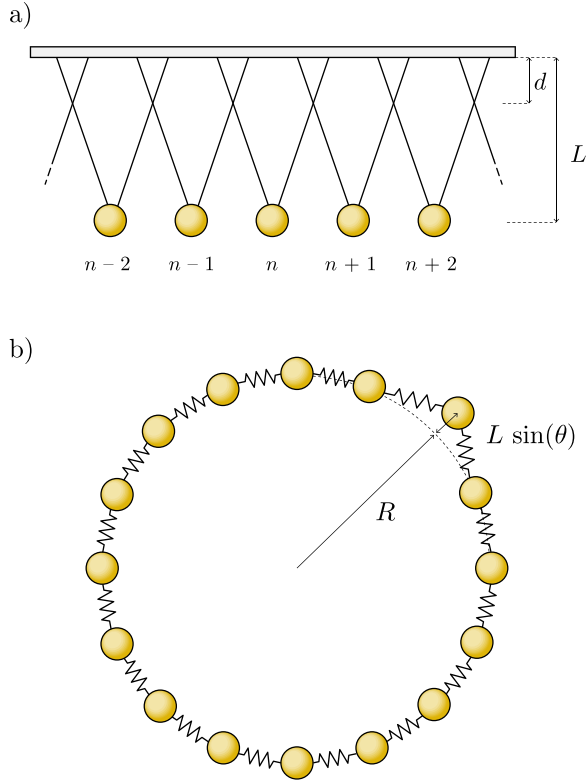 a)
d
L
n – 2 n – 1 n n + 1 n + 2
b)
L sin(θ)
R